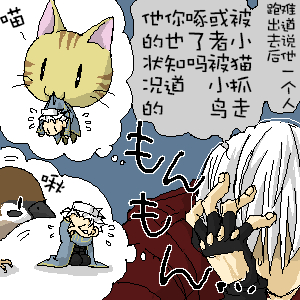 难道说他一个人
跑出去后
被小猫抓走
或者被小鸟
啄了吗
你也知道
他的状况的
喵
啾
もん
もん…